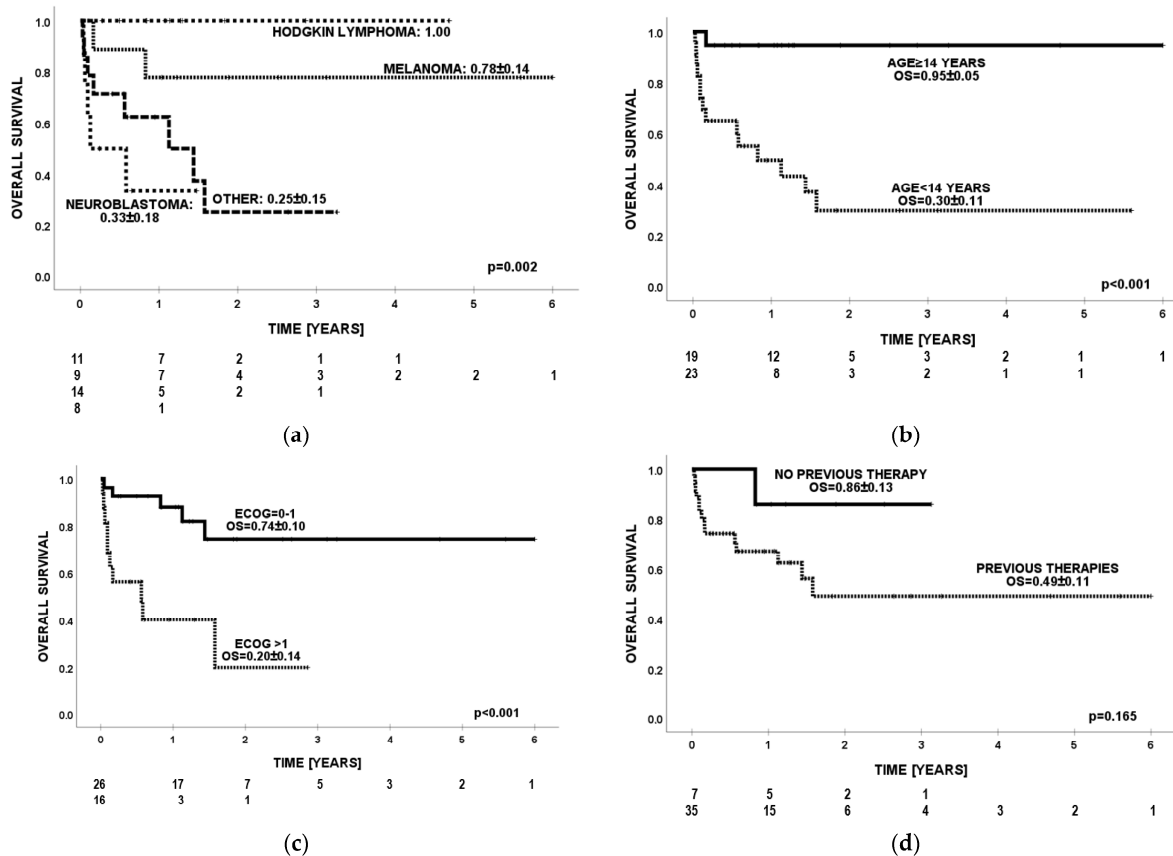 1.0
HODGKIN LYMPHOMA: 1.00
MELANOMA: 0.78±0.14
0.8
0.6
0.4
NEUROBLASTOMA:
0.33±0.18
OTHER: 0.25±0.15
0.2
0.0
p=0.002
OVERALL SURVIVAL
0 1 2 3 4 5 6
TIME [YEARS]
11 7 2 1 1
9 7 4 3 2 2 1
14 5 2 1
8 1
(a)
1.0
AGE≥14 YEARS
OS=0.95±0.05
0.8
0.6
0.4
AGE<14 YEARS
OS=0.30±0.11
0.2
0.0
p<0.001
OVERALL SURVIVAL
0 1 2 3 4 5 6
TIME [YEARS]
19 12 5 3 2 1 1
23 8 3 2 1 1
(b)
1.0
ECOG=0-1
OS=0.74±0.10
0.8
0.6
0.4
ECOG >1
OS=0.20±0.14
0.2
0.0
p<0.001
OVERALL SURVIVAL
0 1 2 3 4 5 6
TIME [YEARS]
26 17 7 5 3 2 1
16 3 1
(c)
1.0
NO PREVIOUS THERAPY
OS=0.86±0.13
0.8
0.6
PREVIOUS THERAPIES
OS=0.49±0.11
0.4
0.2
0.0
p=0.165
OVERALL SURVIVAL
0 1 2 3 4 5 6
TIME [YEARS]
7 5 2 1
35 15 6 4 3 2 1
(d)